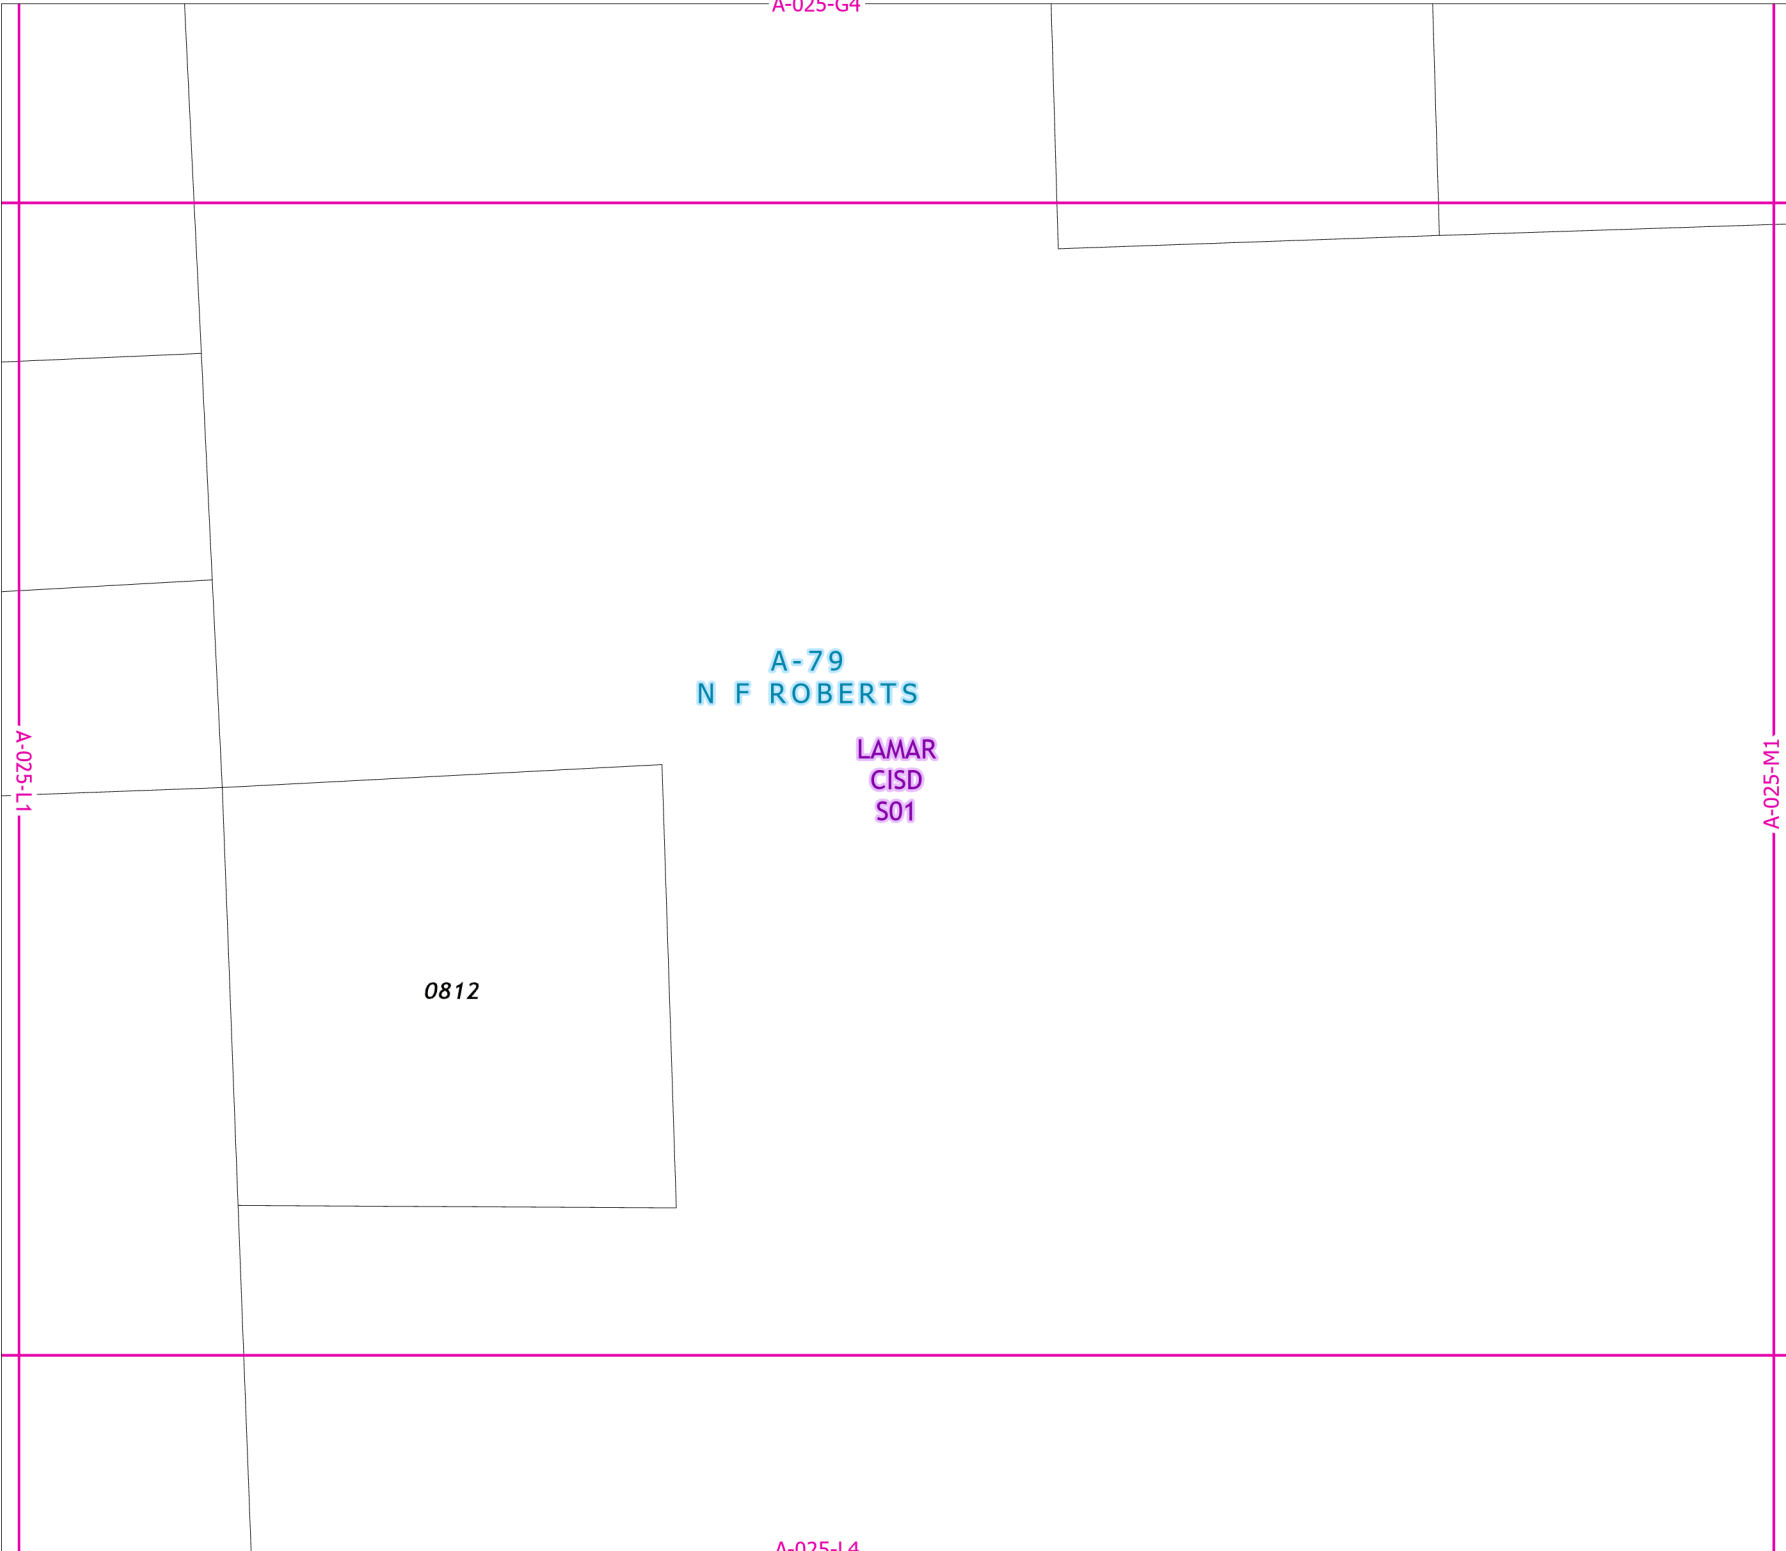 A-025-G4
A-79
N F ROBERTS
LAMAR
CISD
S01
A-025-L1
A-025-M1
0812
A-025-L4